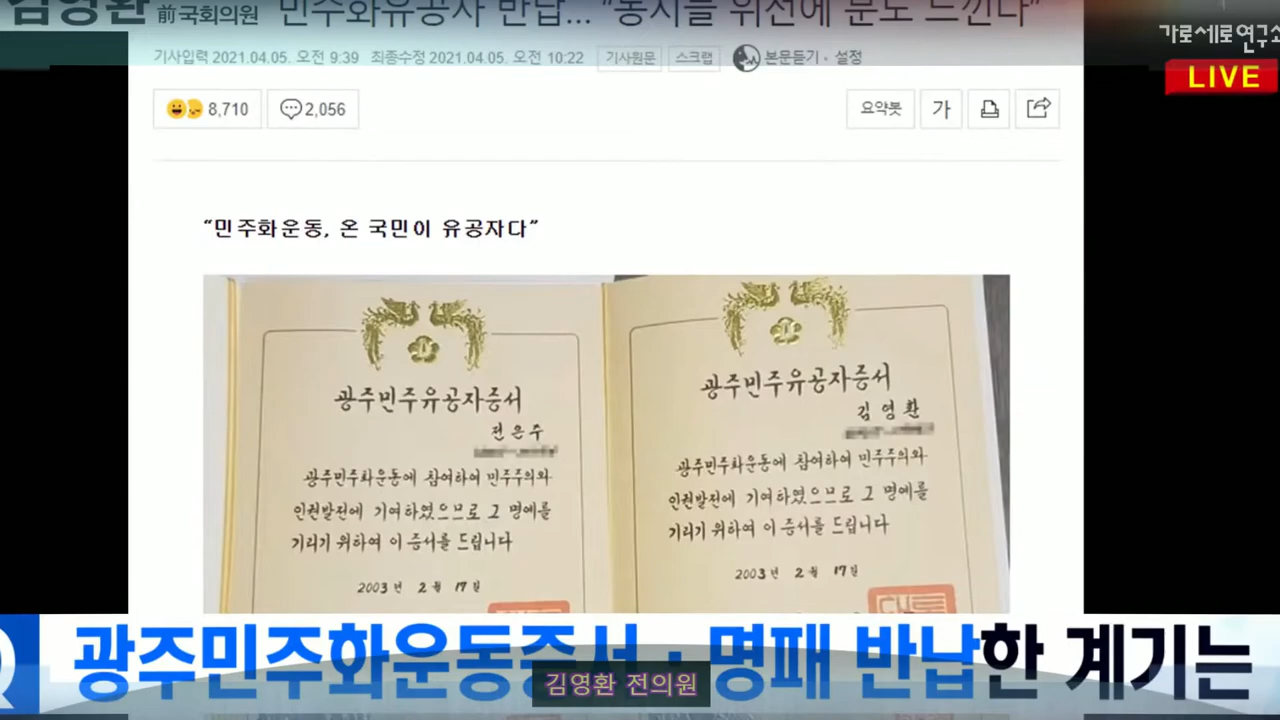 김영환 前 국회의원 민주화유공자 반납... “동지들 위선에 분노 느낀다”
가로세로연구소
LIVE
기사입력 2021.04.05. 오전 9:39 최종수정 2021.04.05. 오전 10:22 기사원문 스크랩 본문듣기 · 설정
8,710 2,056 요약봇 가
“민주화운동, 온 국민이 유공자다”
광주민주유공자증서
전은주
광주민주화운동에 참여하여 민주주의와
인권발전에 기여하였으므로 그 명예를
기리기 위하여 이 증서를 드립니다
2003년 2월 17일
광주민주유공자증서
김영환
광주민주화운동에 참여하여 민주주의와
인권발전에 기여하였으므로 그 명예를
기리기 위하여 이 증서를 드립니다
2003년 2월 17일
광주민주화운동증서·명패 반납한 계기는
김영환 전의원